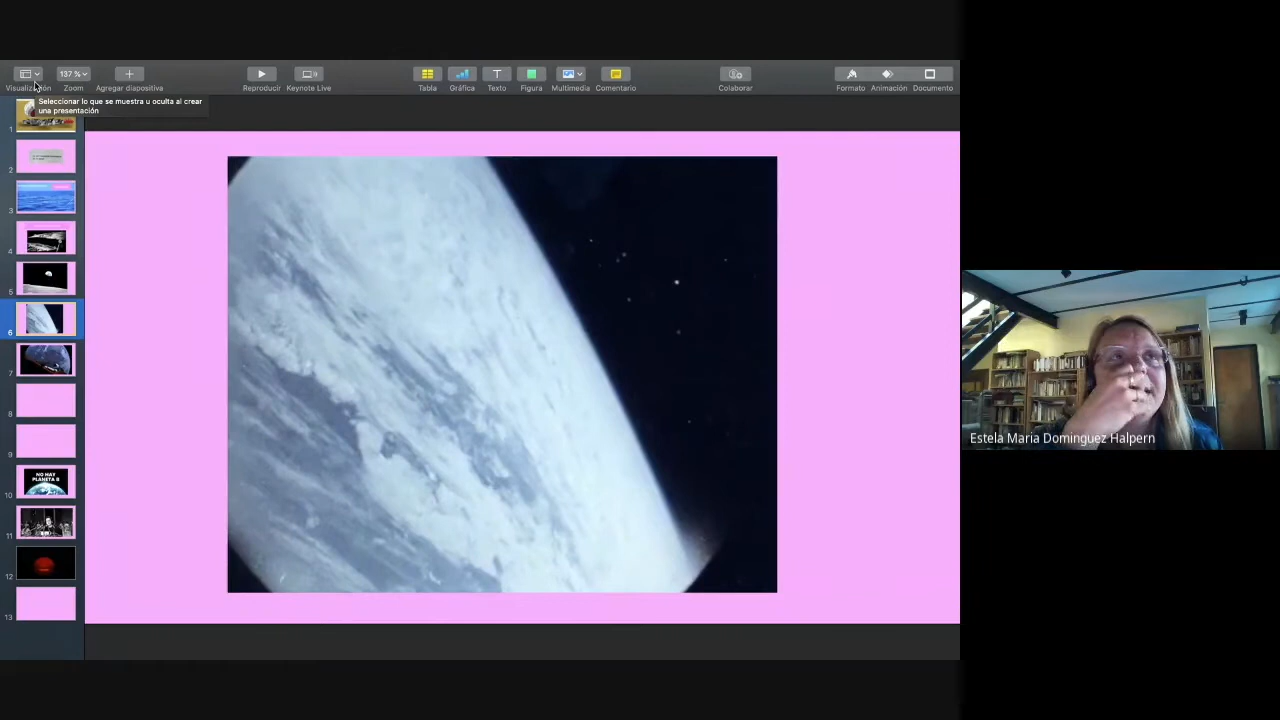 137 %
Visualización
Zoom
Agregar diapositiva
Reproducir
Keynote Live
Tabla
Gráfica
Texto
Figura
Multimedia
Comentario
Colaborar
Formato
Animación
Documento
Seleccionar lo que se muestra u oculta al crear
una presentación
1
2
3
4
5
6
7
8
9
10
NO HAY
PLANETA B
11
12
13
Estela Maria Dominguez Halpern